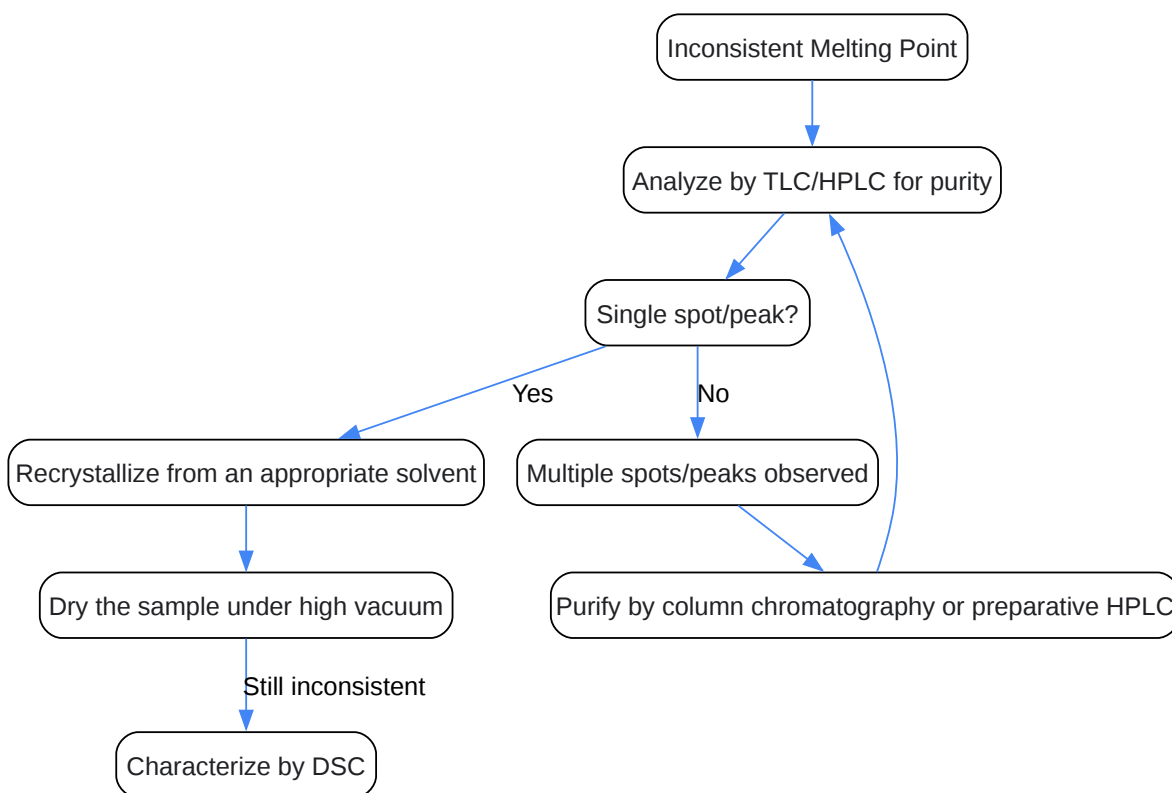 Inconsistent Melting Point
Analyze by TLC/HPLC for purity
Single spot/peak?
Yes
No
Recrystallize from an appropriate solvent
Multiple spots/peaks observed
Dry the sample under high vacuum
Purify by column chromatography or preparative HPLC
Still inconsistent
Characterize by DSC